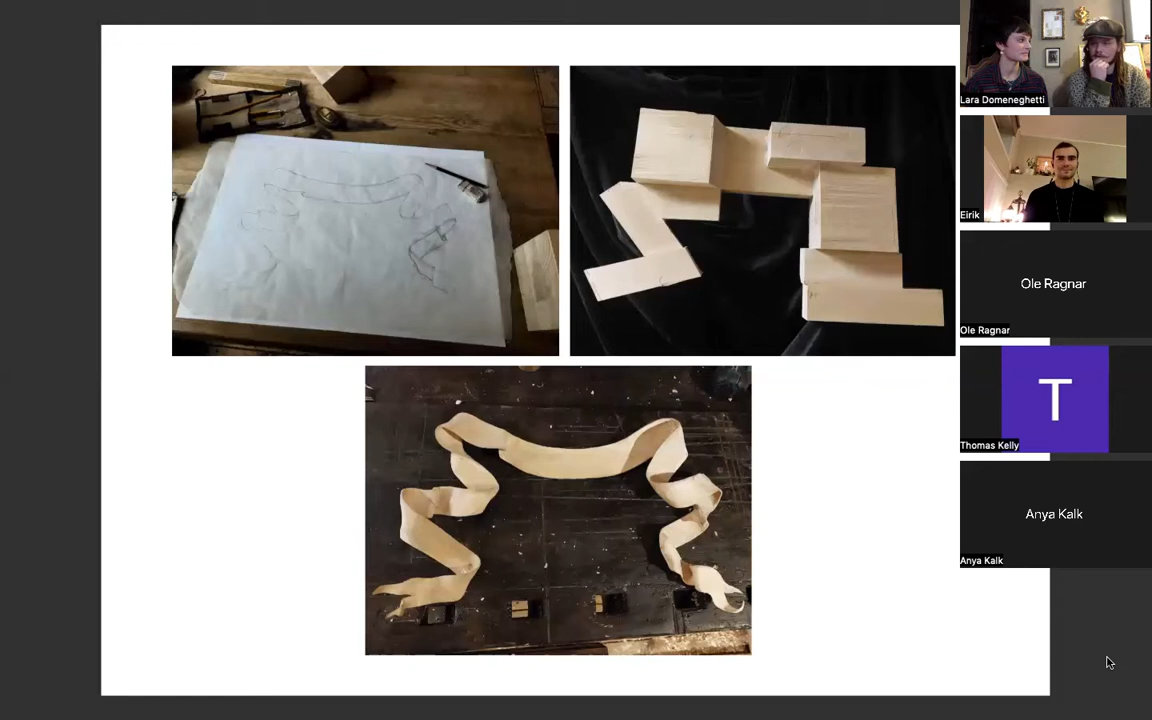 Lara Domeneghetti
Eirik
Ole Ragnar
Ole Ragnar
T
Thomas Kelly
Anya Kalk
Anya Kalk